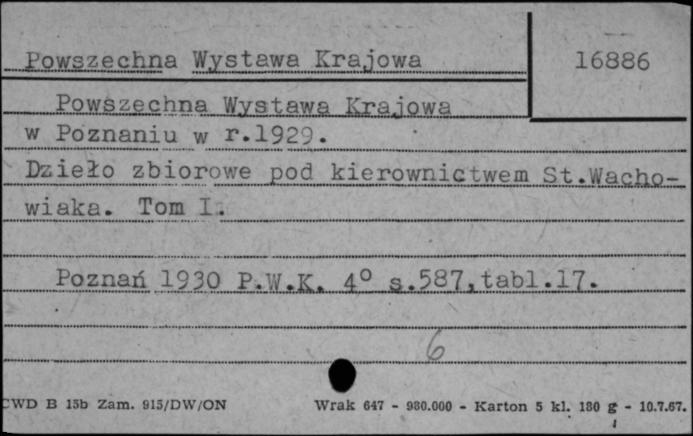 Powszechna Wystawa Krajowa
16886
Powszechna Wystawa Krajowa
w Poznaniu w r.1929.
Dzieło zbiorowe pod kierownictwem St.Wacho-
wiaka. Tom I.
Poznań 1930 P.W.K. 4° s.587,tabl.17.
6
CWD B 15b Zam. 915/DW/ON
Wrak 647 - 980.000 - Karton 5 kl. 180 g - 10.7.67.